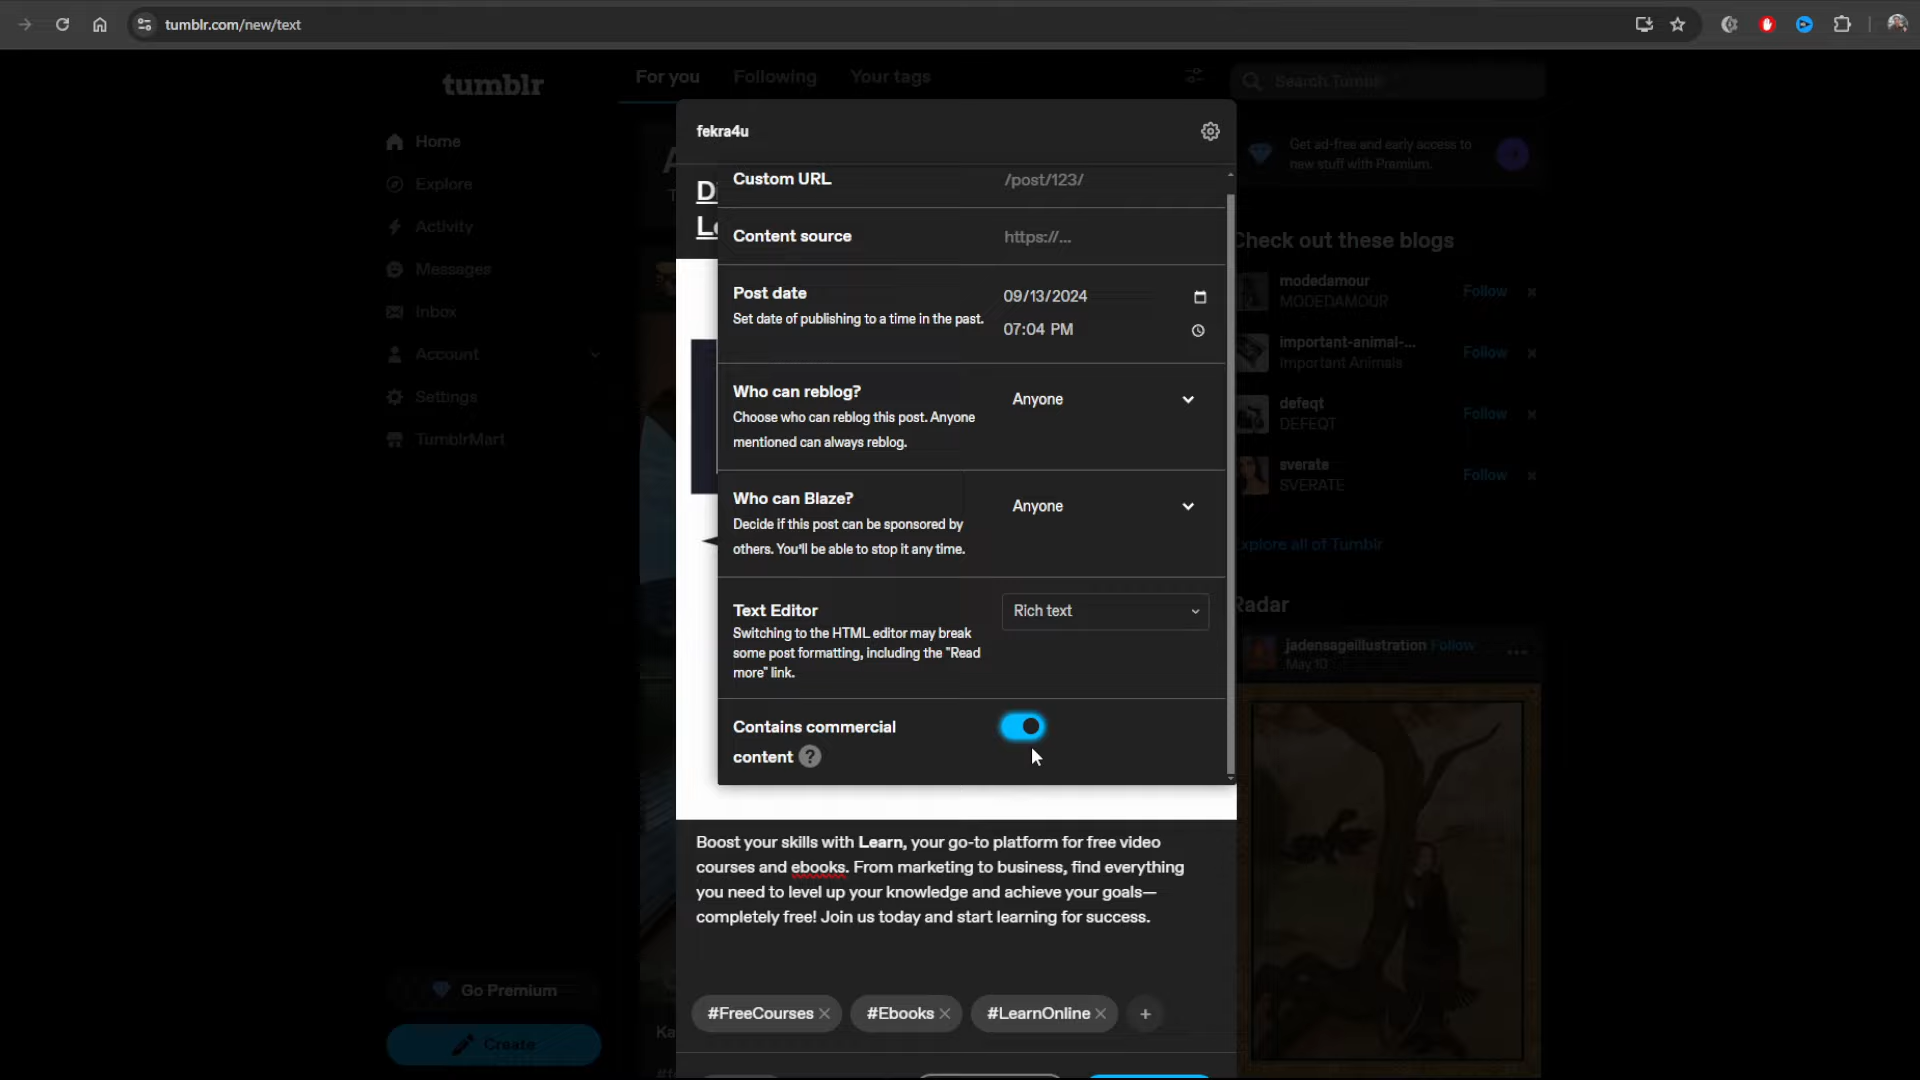 tumblr.com/new/text
tumblr
For you
Following
Your tags
Search Tumblr
Home
Explore
Activity
Messages
Inbox
Account
Settings
TumblrMart
Go Premium
Create
fekra4u
Custom URL
/post/123/
Content source
https://...
Post date
Set date of publishing to a time in the past.
09/13/2024
07:04 PM
Who can reblog?
Choose who can reblog this post. Anyone
mentioned can always reblog.
Anyone
Who can Blaze?
Decide if this post can be sponsored by
others. You'll be able to stop it any time.
Anyone
Text Editor
Switching to the HTML editor may break
some post formatting, including the "Read
more" link.
Rich text
Contains commercial
content ?
Boost your skills with Learn, your go-to platform for free video
courses and ebooks. From marketing to business, find everything
you need to level up your knowledge and achieve your goals—
completely free! Join us today and start learning for success.
#FreeCourses
#Ebooks
#LearnOnline
+
Get ad-free and early access to
new stuff with Premium.
Check out these blogs
modedamour
MODEDAMOUR
Follow
important-animal-...
Important Animals
Follow
defeqt
DEFEQT
Follow
sverate
SVERATE
Follow
Explore all of Tumblr
Radar
jadensageillustration Follow
May 10